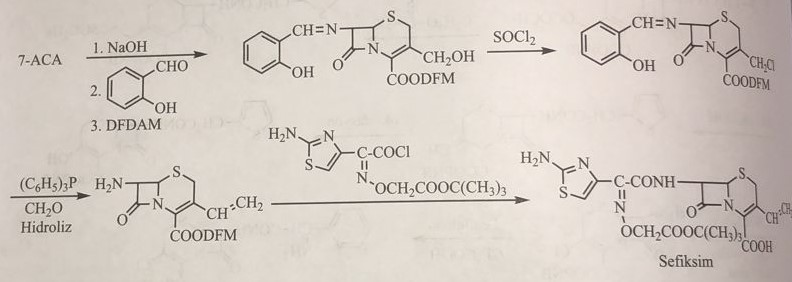 7-ACA
1. NaOH
2.
CHO
OH
3. DFDAM
CH=N
OH
S
N
O
CH₂OH
COODFM
SOCl₂
CH=N
OH
S
N
O
CH₂Cl
COODFM
(C₆H₅)₃P
CH₂O
Hidroliz
H₂N
S
N
O
CH=CH₂
COODFM
H₂N
N
S
C-COCl
N
OCH₂COOC(CH₃)₃
H₂N
N
S
C-CONH
N
OCH₂COOC(CH₃)₃
S
N
O
COOH
Sefiksim